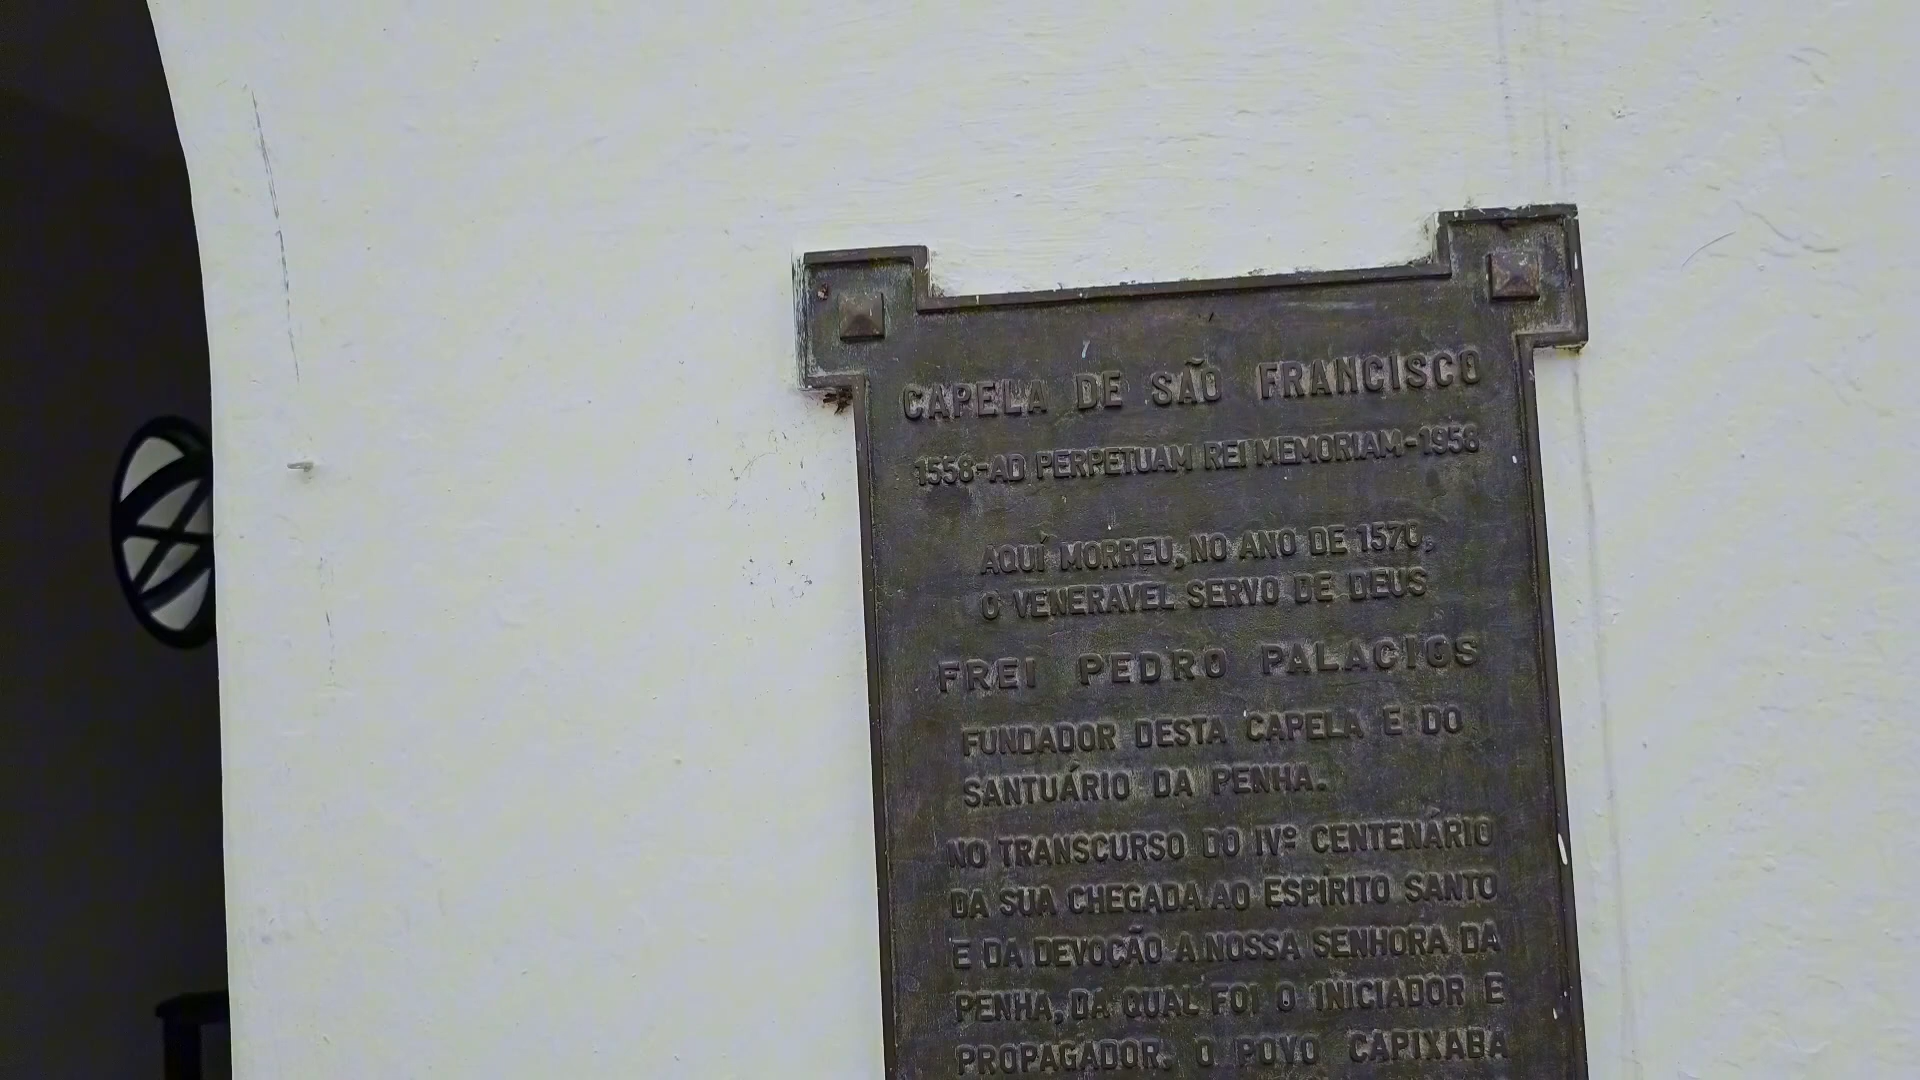 CAPELA DE SÃO FRANCISCO
1558-AD PERPETUAM REI MEMORIAM-1958
AQUÍ MORREU, NO ANO DE 1570,
O VENERAVEL SERVO DE DEUS
FREI PEDRO PALACIOS
FUNDADOR DESTA CAPELA E DO
SANTUÁRIO DA PENHA.
NO TRANSCURSO DO IVº CENTENÁRIO
DA SUA CHEGADA AO ESPÍRITO SANTO
E DA DEVOÇÃO A NOSSA SENHORA DA
PENHA, DA QUAL FOI O INICIADOR E
PROPAGADOR, O POVO CAPIXABA